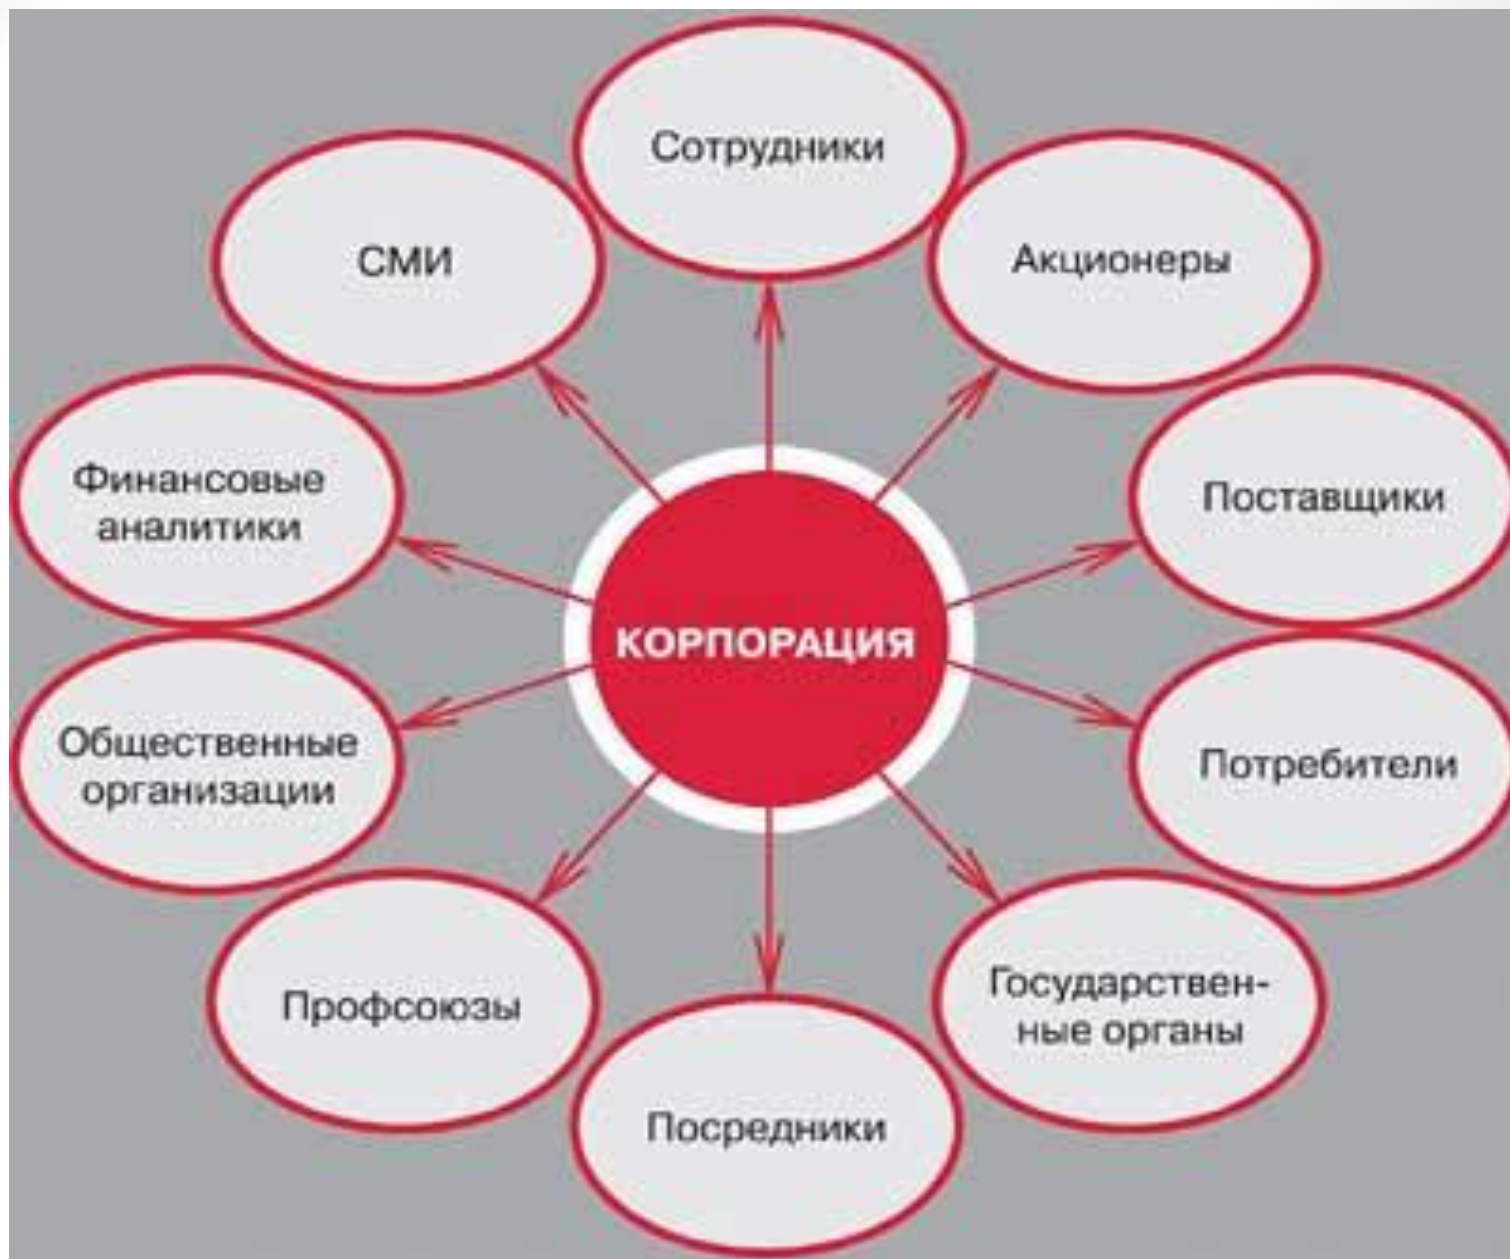 Сотрудники
СМИ
Акционеры
Финансовые
аналитики
Поставщики
КОРПОРАЦИЯ
Общественные
организации
Потребители
Профсоюзы
Государствен-
ные органы
Посредники